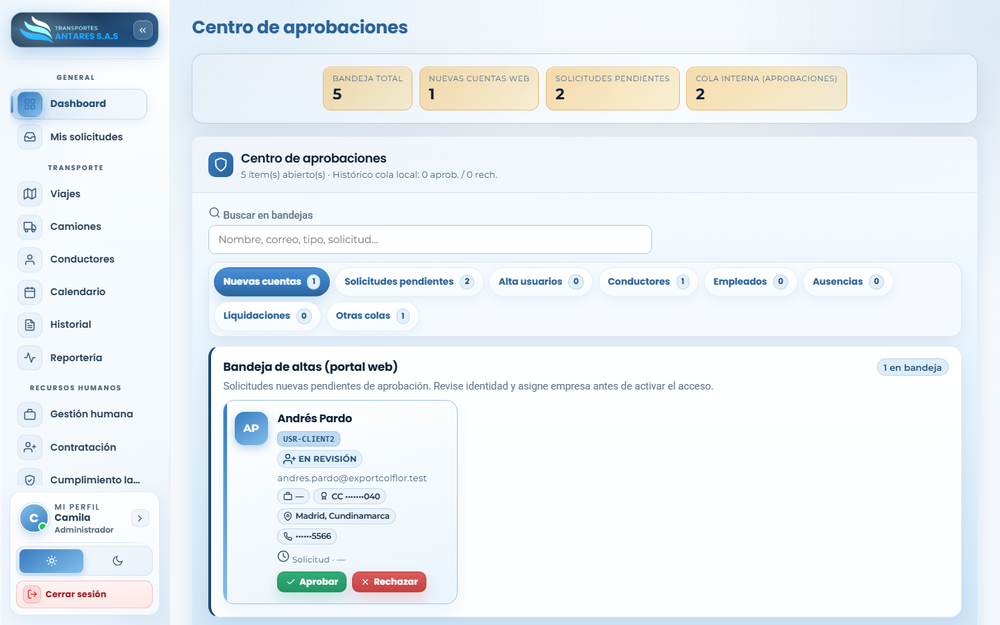 TRANSPORTES
ANTARES S.A.S
GENERAL
Dashboard
Mis solicitudes
TRANSPORTE
Viajes
Camiones
Conductores
Calendario
Historial
Reportería
RECURSOS HUMANOS
Gestión humana
Contratación
Cumplimiento la...
MI PERFIL
C
Camila
Administrador
Cerrar sesión
Centro de aprobaciones
BANDEJA TOTAL
5
NUEVAS CUENTAS WEB
1
SOLICITUDES PENDIENTES
2
COLA INTERNA (APROBACIONES)
2
Centro de aprobaciones
5 ítem(s) abierto(s) · Histórico cola local: 0 aprob. / 0 rech.
Buscar en bandejas
Nombre, correo, tipo, solicitud...
Nuevas cuentas 1
Solicitudes pendientes 2
Alta usuarios 0
Conductores 1
Empleados 0
Ausencias 0
Liquidaciones 0
Otras colas 1
Bandeja de altas (portal web)
1 en bandeja
Solicitudes nuevas pendientes de aprobación. Revise identidad y asigne empresa antes de activar el acceso.
AP
Andrés Pardo
USR-CLIENT2
EN REVISIÓN
andres.pardo@exportcolflor.test
—
CC •••••••040
Madrid, Cundinamarca
••••••5566
Solicitud · —
Aprobar
Rechazar